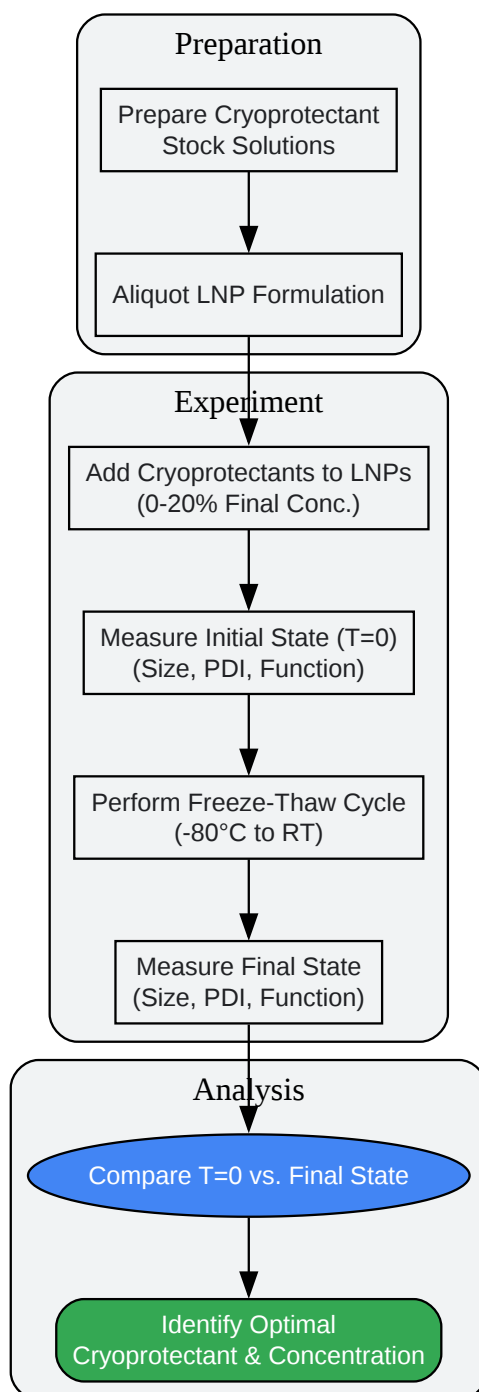 Preparation
Prepare Cryoprotectant
Stock Solutions
Aliquot LNP Formulation
Experiment
Add Cryoprotectants to LNPs
(0-20% Final Conc.)
Measure Initial State (T=0)
(Size, PDI, Function)
Perform Freeze-Thaw Cycle
(-80°C to RT)
Measure Final State
(Size, PDI, Function)
Analysis
Compare T=0 vs. Final State
Identify Optimal
Cryoprotectant & Concentration